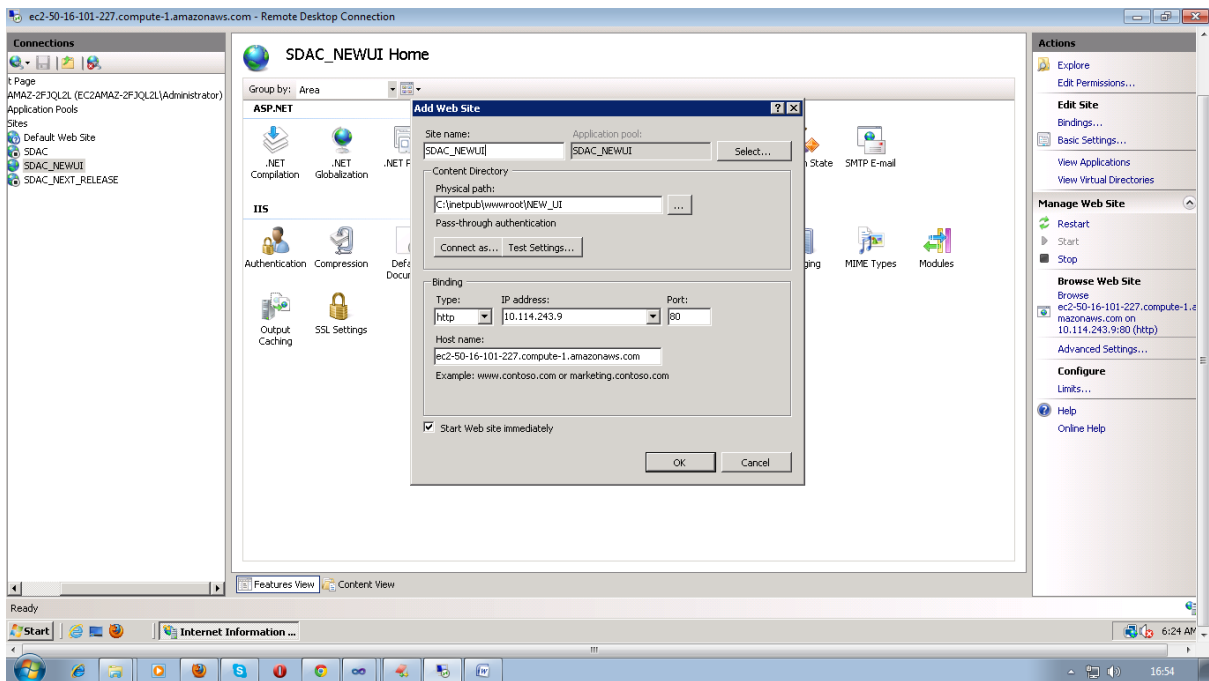 ec2-50-16-101-227.compute-1.amazonaws.com - Remote Desktop Connection
Connections
t Page
AMAZ-2FJQL2L (EC2AMAZ-2FJQL2L\Administrator)
Application Pools
Sites
Default Web Site
SDAC
SDAC_NEWUI
SDAC_NEXT_RELEASE
SDAC_NEWUI Home
Group by: Area
ASP.NET
.NET Compilation
.NET Globalization
.NET P
n State
SMTP E-mail
IIS
Authentication
Compression
Defa
Docur
ging
MIME Types
Modules
Output Caching
SSL Settings
Add Web Site
Site name:
Application pool:
SDAC_NEWUI
SDAC_NEWUI
Select...
Content Directory
Physical path:
C:\inetpub\wwwroot\NEW_UI
...
Pass-through authentication
Connect as...
Test Settings...
Binding
Type:
IP address:
Port:
http
10.114.243.9
80
Host name:
ec2-50-16-101-227.compute-1.amazonaws.com
Example: www.contoso.com or marketing.contoso.com
Start Web site immediately
OK
Cancel
Features View
Content View
Actions
Explore
Edit Permissions...
Edit Site
Bindings...
Basic Settings...
View Applications
View Virtual Directories
Manage Web Site
Restart
Start
Stop
Browse Web Site
Browse
ec2-50-16-101-227.compute-1.a
mazonaws.com on
10.114.243.9:80 (http)
Advanced Settings...
Configure
Limits...
Help
Online Help
Ready
Start
Internet Information ...
6:24 AM
16:54